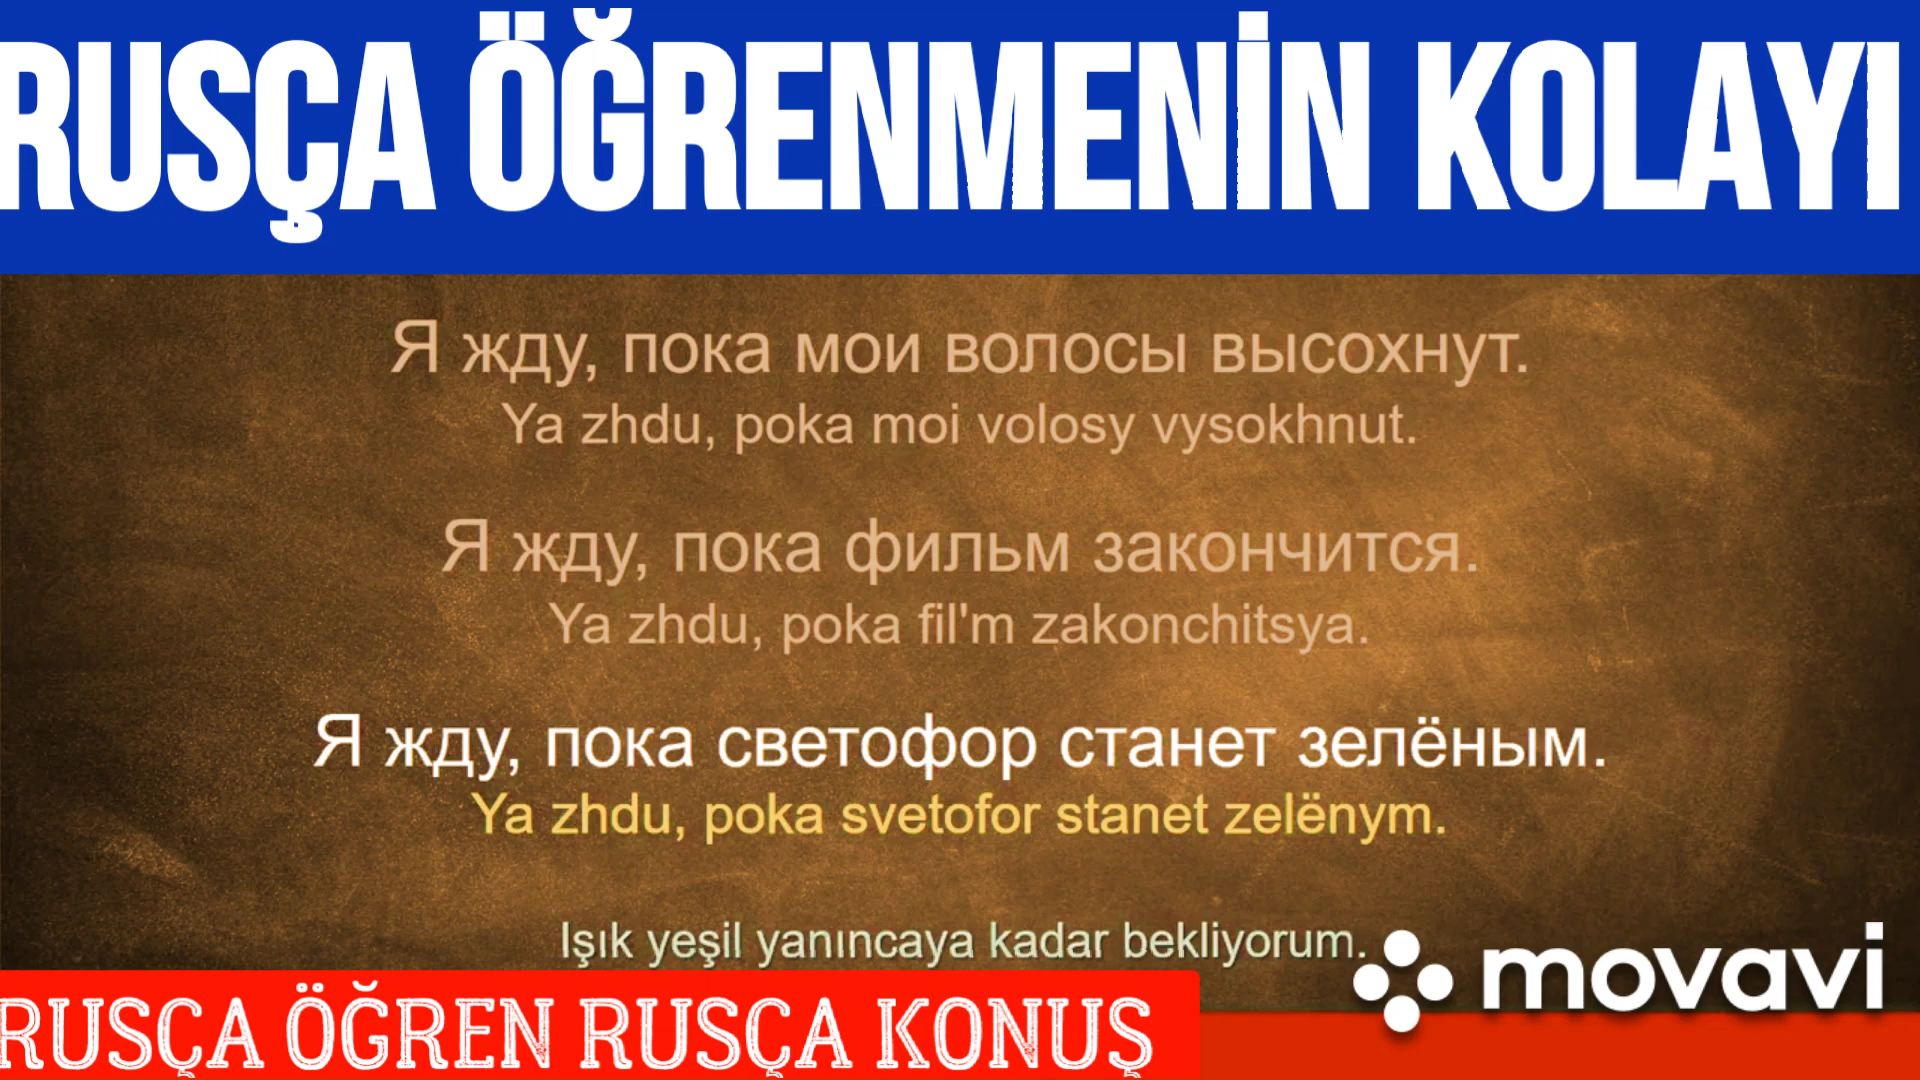 RUSÇA ÖĞRENMENİN KOLAYI
Я жду, пока мои волосы высохнут.
Ya zhdu, poka moi volosy vysokhnut.
Я жду, пока фильм закончится.
Ya zhdu, poka fil'm zakonchitsya.
Я жду, пока светофор станет зелёным.
Ya zhdu, poka svetofor stanet zelënym.
Işık yeşil yanıncaya kadar bekliyorum.
movavi
RUSÇA ÖĞREN RUSÇA KONUŞ